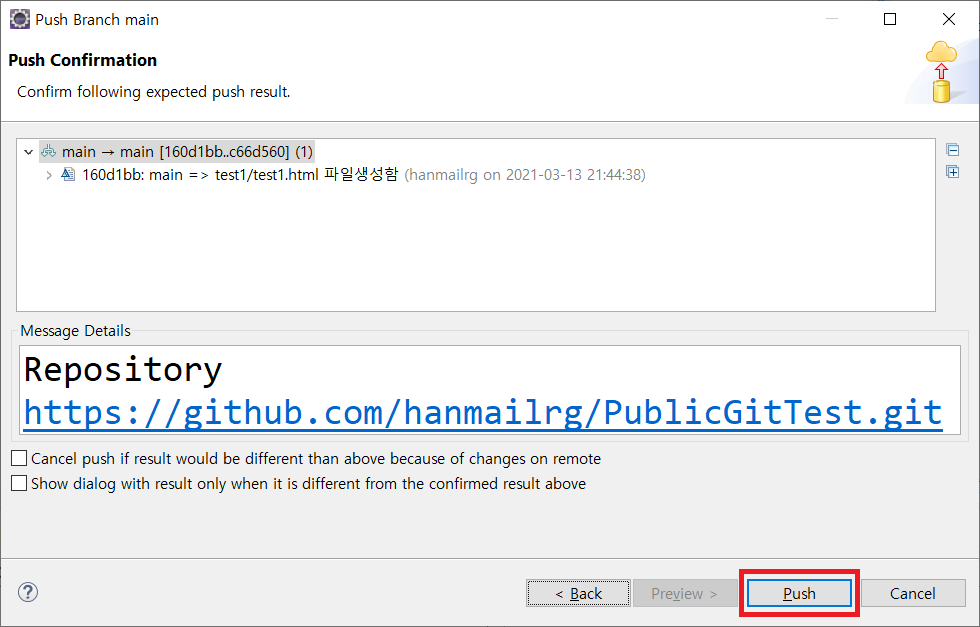 Push Branch main
Push Confirmation
Confirm following expected push result.
main → main [160d1bb..c66d560] (1)
160d1bb: main => test1/test1.html 파일생성함 (hanmailrg on 2021-03-13 21:44:38)
Message Details
Repository
https://github.com/hanmailrg/PublicGitTest.git
Cancel push if result would be different than above because of changes on remote
Show dialog with result only when it is different from the confirmed result above
< Back
Preview >
Push
Cancel